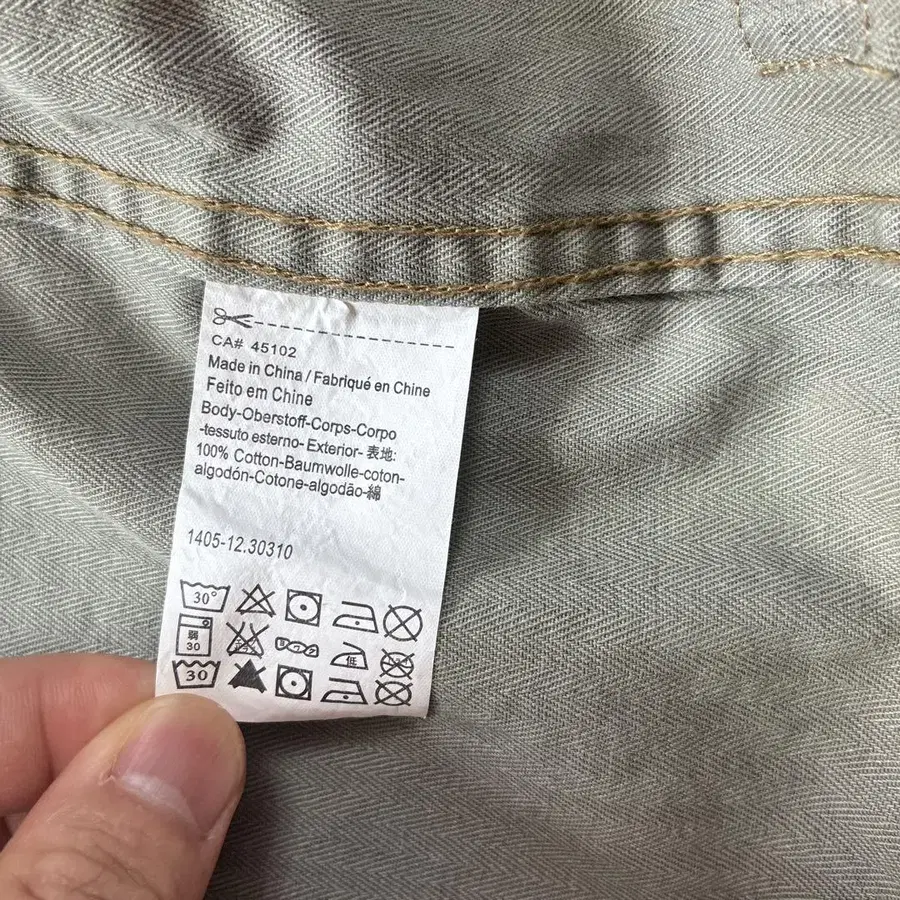 CA# 45102
Made in China / Fabriqué en Chine
Feito em Chine
Body-Oberstoff-Corps-Corpo
-tessuto esterno- Exterior- 表地:
100% Cotton-Baumwolle-coton-
algodón-Cotone-algodão-綿
1405-12.30310
30°
弱
30
低
30